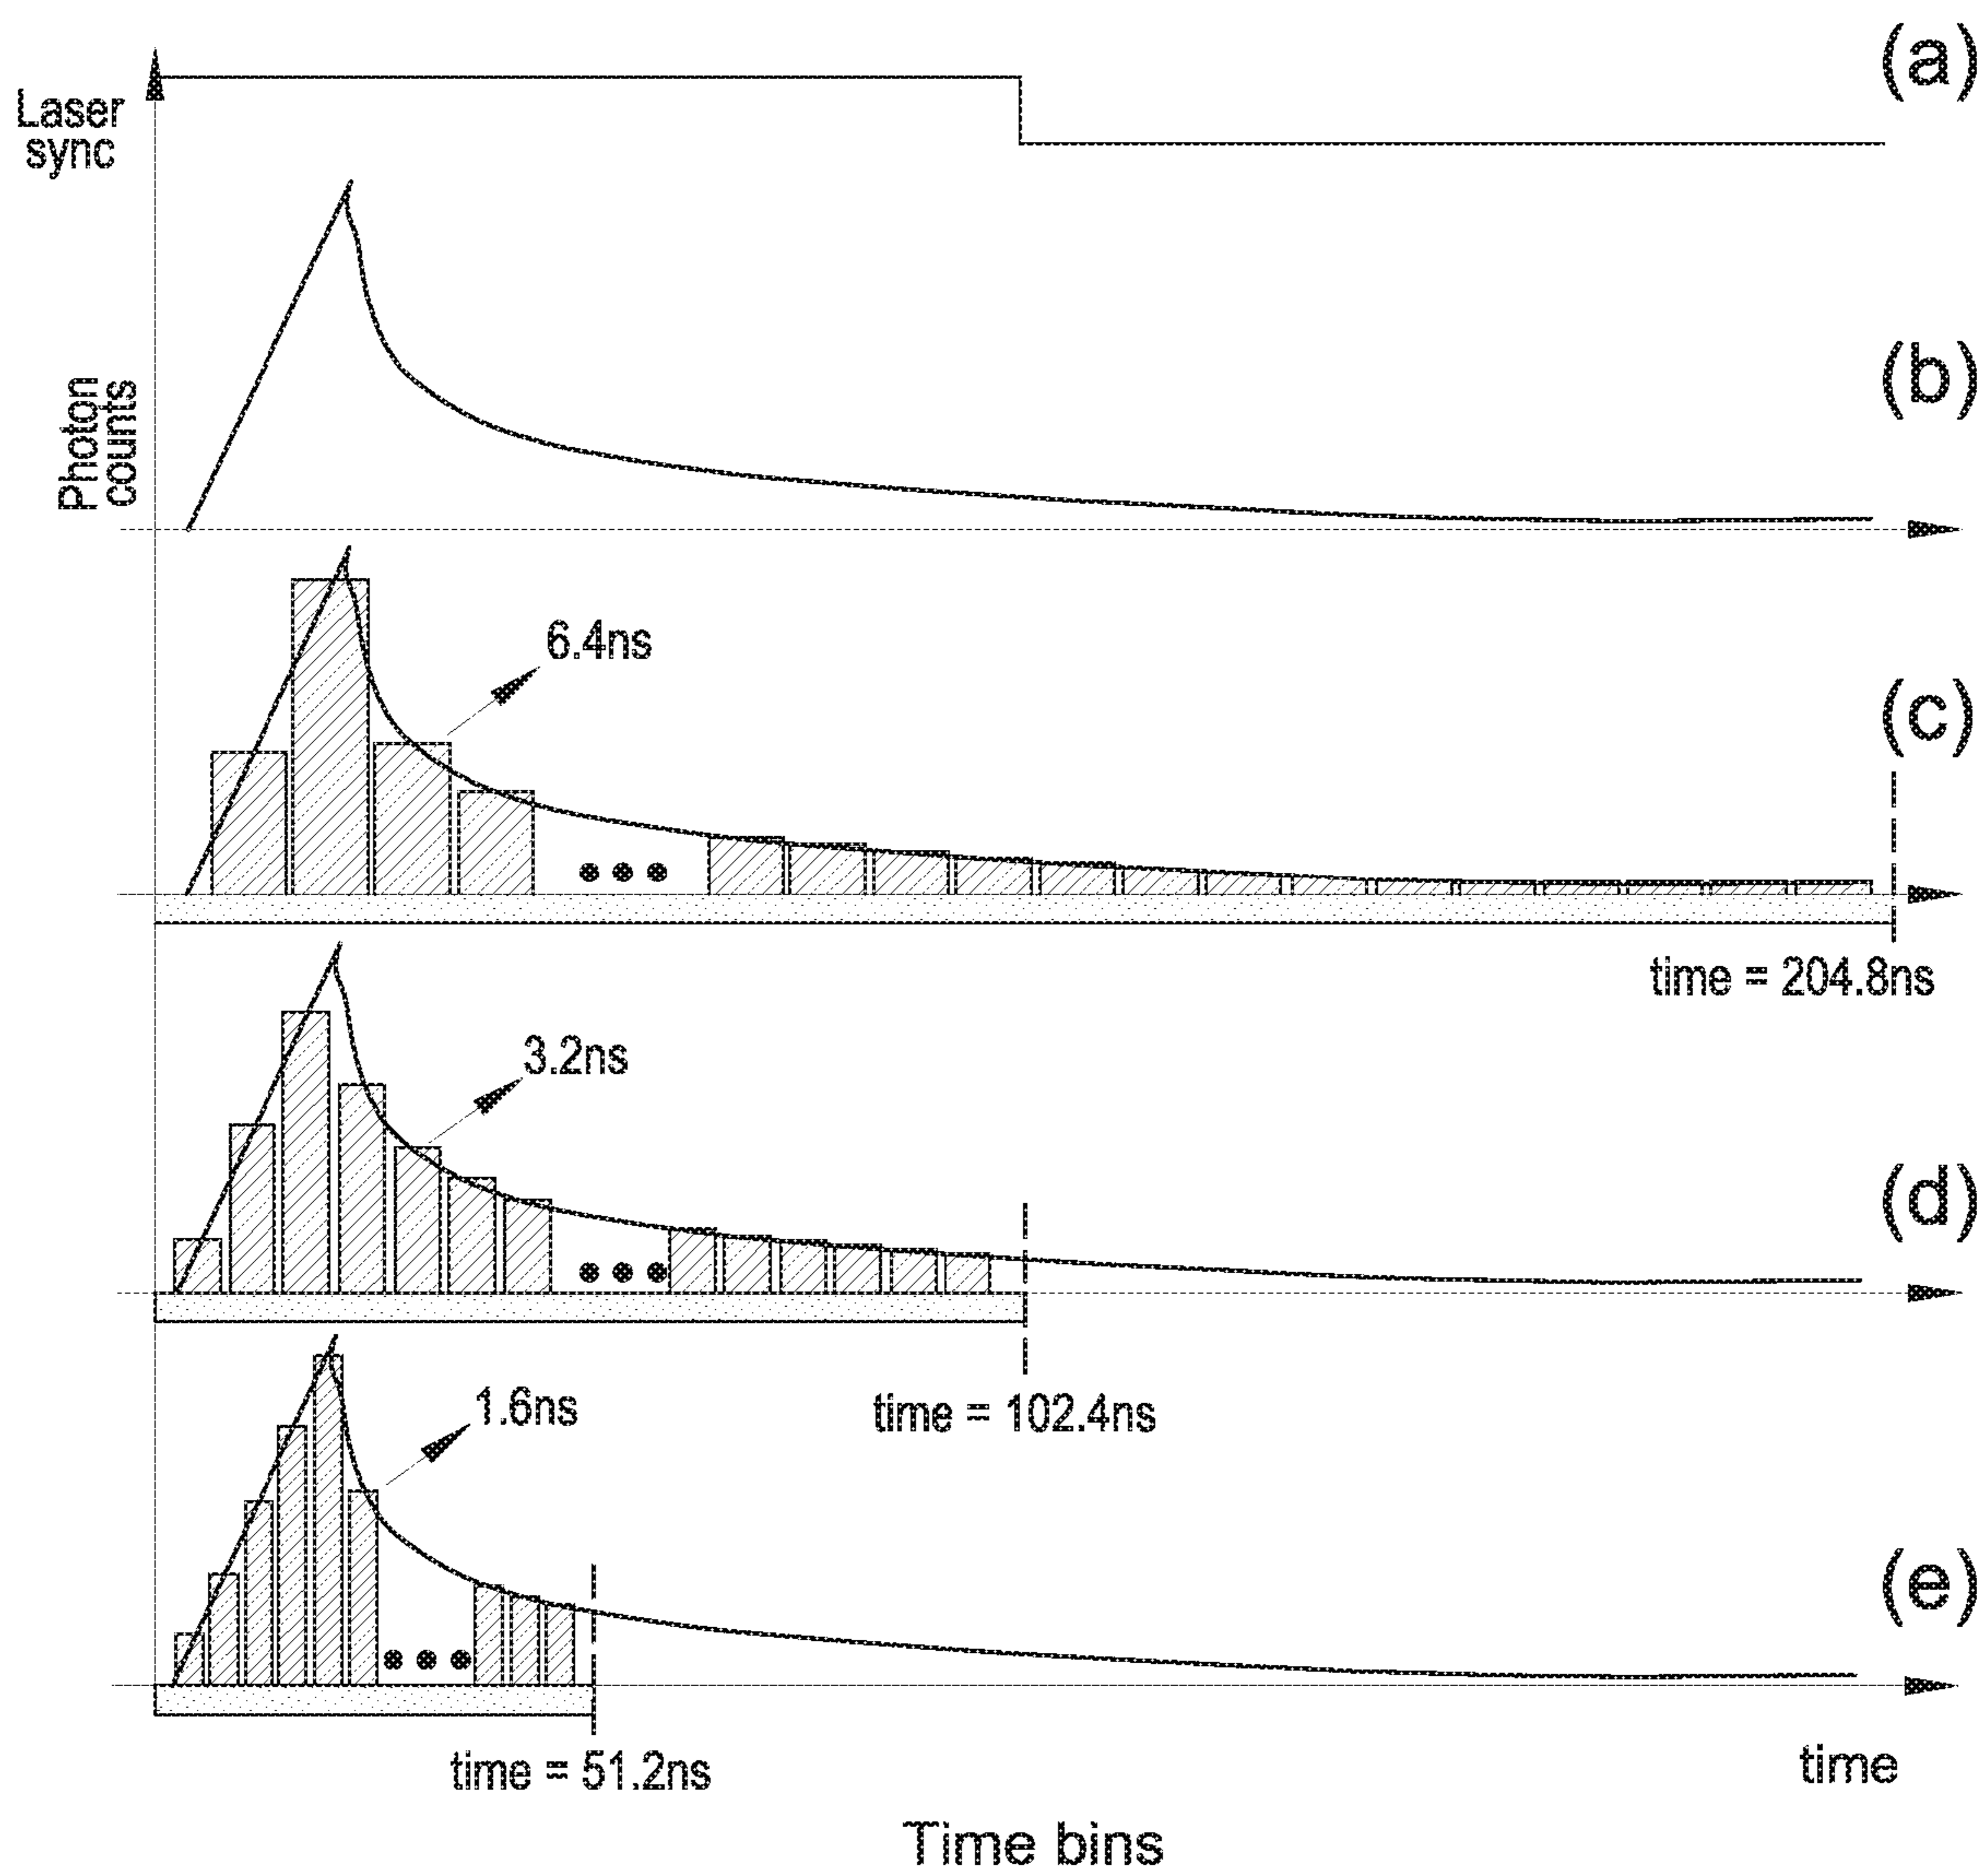 (a)
Laser
sync
(b)
Photon
counts
6.4ns
(c)
time = 204.8ns
3.2ns
(d)
time = 102.4ns
1.6ns
(e)
time = 51.2ns
time
Time bins